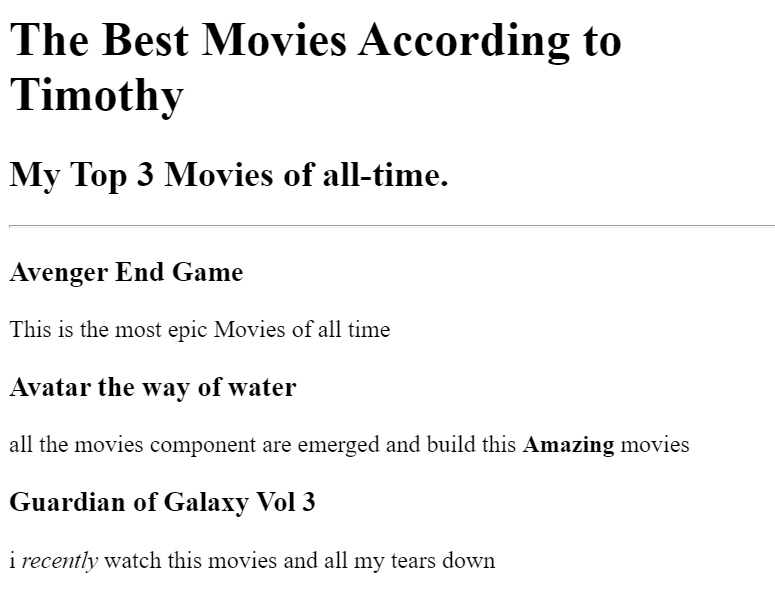 The Best Movies According to
Timothy
My Top 3 Movies of all-time.
Avenger End Game
This is the most epic Movies of all time
Avatar the way of water
all the movies component are emerged and build this Amazing movies
Guardian of Galaxy Vol 3
i recently watch this movies and all my tears down